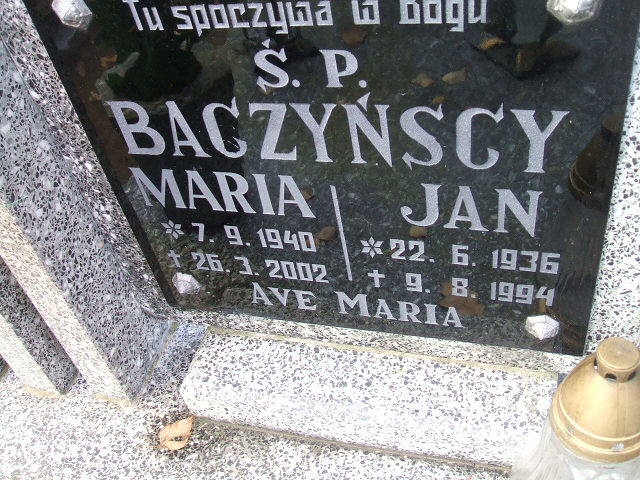 Tu spoczywa w Bogu
Ś. P.
BACZYŃSCY
MARIA JAN
* 7. 9. 1940 * 22. 6. 1936
† 26. 3. 2002 † 9. 8. 1994
AVE MARIA